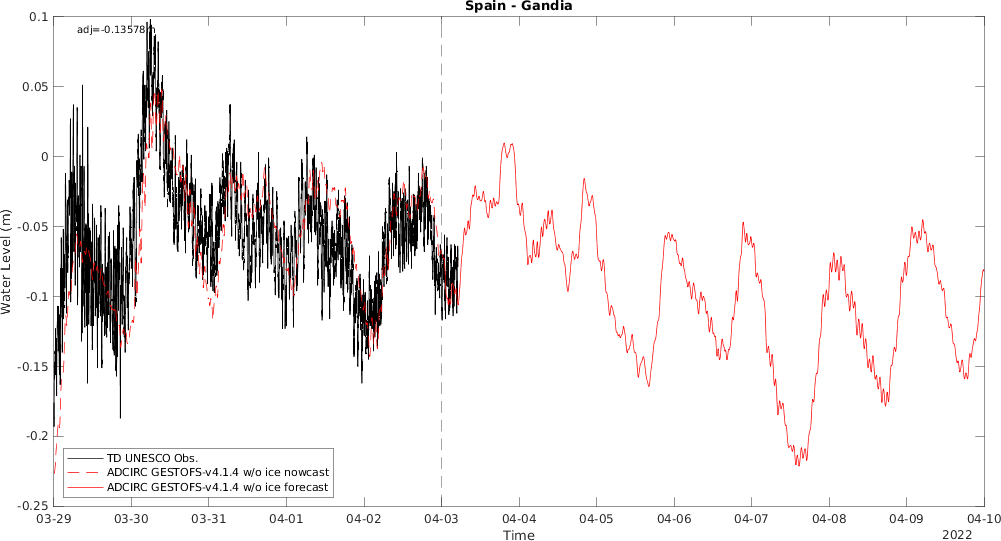 Spain - Gandia
adj=-0.13578
0.1
0.05
0
-0.05
-0.1
-0.15
-0.2
-0.25
Water Level (m)
TD UNESCO Obs.
ADCIRC GESTOFS-v4.1.4 w/o ice nowcast
ADCIRC GESTOFS-v4.1.4 w/o ice forecast
03-29 03-30 03-31 04-01 04-02 04-03 04-04 04-05 04-06 04-07 04-08 04-09 04-10
Time
2022